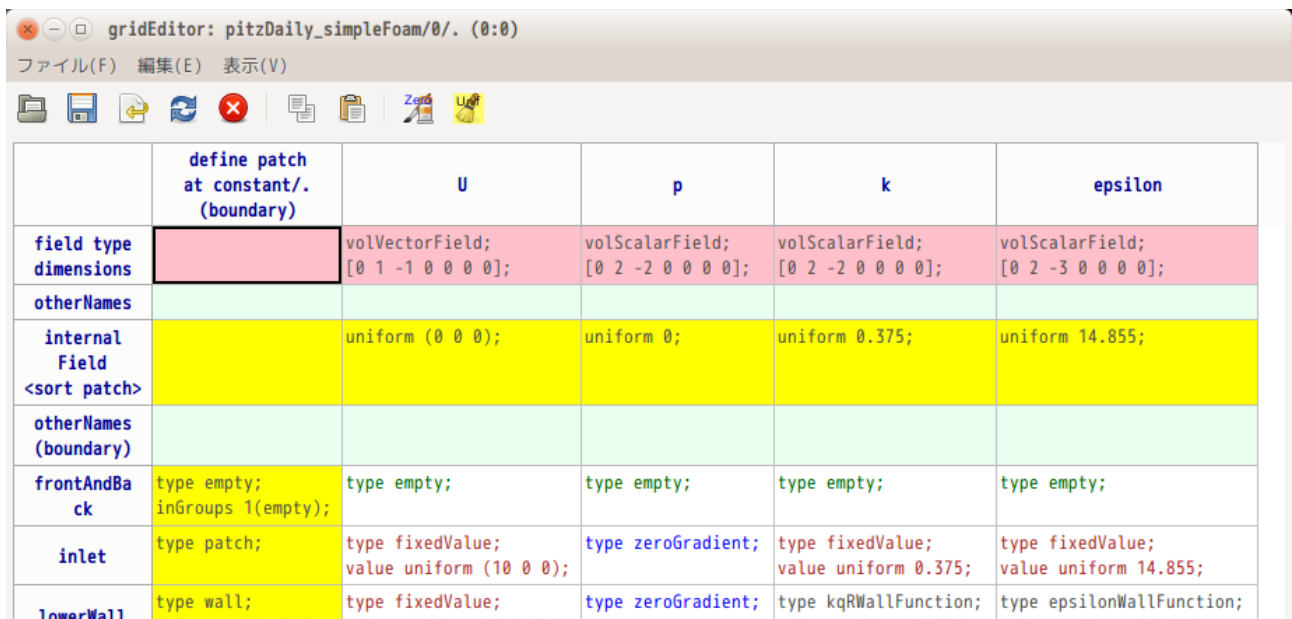 gridEditor: pitzDaily_simpleFoam/0/. (0:0)
ファイル(F) 編集(E) 表示(V)
Zero Unif
define patch
at constant/.
(boundary)
U
p
k
epsilon
field type
dimensions
volVectorField;
[0 1 -1 0 0 0 0];
volScalarField;
[0 2 -2 0 0 0 0];
volScalarField;
[0 2 -2 0 0 0 0];
volScalarField;
[0 2 -3 0 0 0 0];
otherNames
internal
Field
<sort patch>
uniform (0 0 0);
uniform 0;
uniform 0.375;
uniform 14.855;
otherNames
(boundary)
frontAndBa
ck
type empty;
inGroups 1(empty);
type empty;
type empty;
type empty;
type empty;
inlet
type patch;
type fixedValue;
value uniform (10 0 0);
type zeroGradient;
type fixedValue;
value uniform 0.375;
type fixedValue;
value uniform 14.855;
lowerWall
type wall;
type fixedValue;
type zeroGradient;
type kqRWallFunction;
type epsilonWallFunction;